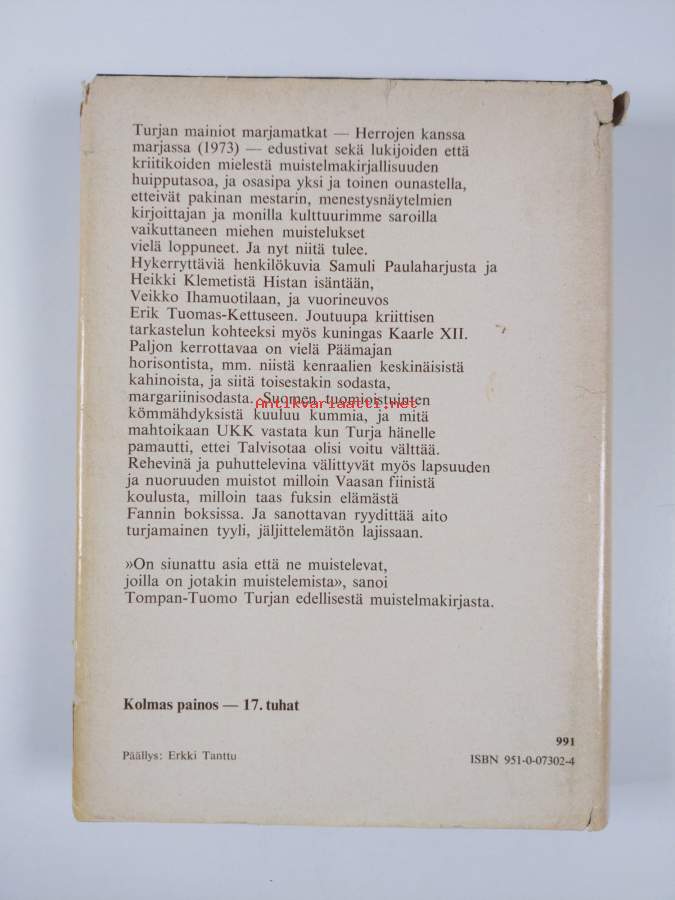 Turjan mainiot marjamatkat — Herrojen kanssa
marjassa (1973) — edustivat sekä lukijoiden että
kriitikoiden mielestä muistelmakirjallisuuden
huipputasoa, ja osasipa yksi ja toinen ounastella,
etteivät pakinan mestarin, menestysnäytelmien
kirjoittajan ja monilla kulttuurimme saroilla
vaikuttaneen miehen muistelukset
vielä loppuneet. Ja nyt niitä tulee.
Hykerryttäviä henkilökuvia Samuli Paulaharjusta ja
Heikki Klemetistä Histan isäntään,
Veikko Ihamuotilaan, ja vuorineuvos
Erik Tuomas-Kettuseen. Joutuupa kriittisen
tarkastelun kohteeksi myös kuningas Kaarle XII.
Paljon kerrottavaa on vielä Päämajan
horisontista, mm. niistä kenraalien keskinäisistä
kahinoista, ja siitä toisestakin sodasta,
margariinisodasta. Suomen tuomioistuinten
Antikvariaatti.net
kömmähdyksistä kuuluu kummia, ja mitä
mahtoikaan UKK vastata kun Turja hänelle
pamautti, ettei Talvisotaa olisi voitu välttää.
Rehevinä ja puhuttelevina välittyvät myös lapsuuden
ja nuoruuden muistot milloin Vaasan fiinistä
koulusta, milloin taas fuksin elämästä
Fannin boksissa. Ja sanottavan ryydittää aito
turjamainen tyyli, jäljittelemätön lajissaan.
»On siunattu asia että ne muistelevat,
joilla on jotakin muistelemista», sanoi
Tompan-Tuomo Turjan edellisestä muistelmakirjasta.
Kolmas painos — 17. tuhat
991
Päällys: Erkki Tanttu
ISBN 951-0-07302-4